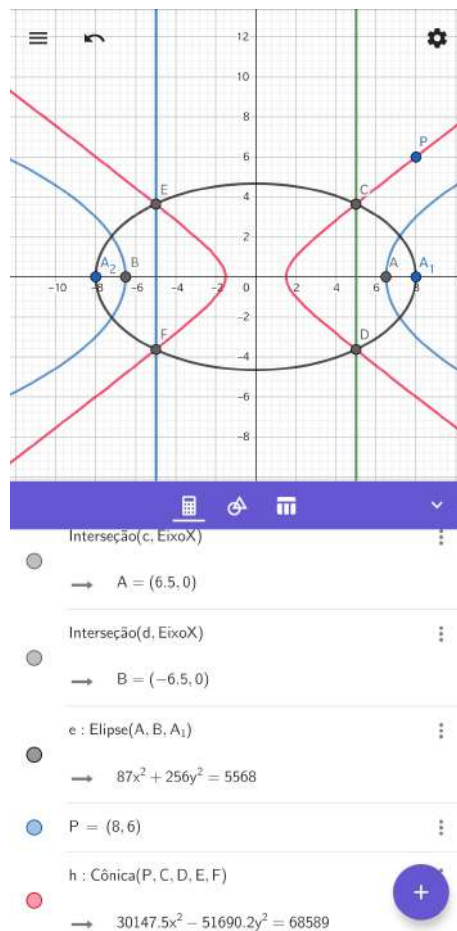 12
10
8
E
C
P
6
4
2
A₂
B
A
A₁
−10
−8
−6
−4
−2
0
2
4
6
8
−2
F
D
−4
−6
−8
Interseção(c, EixoX)
→ A = (6.5, 0)
Interseção(d, EixoX)
→ B = (−6.5, 0)
e : Elipse(A, B, A₁)
→ 87x² + 256y² = 5568
P = (8, 6)
h : Cônica(P, C, D, E, F)
→ 30147.5x² − 51690.2y² = 68589
+